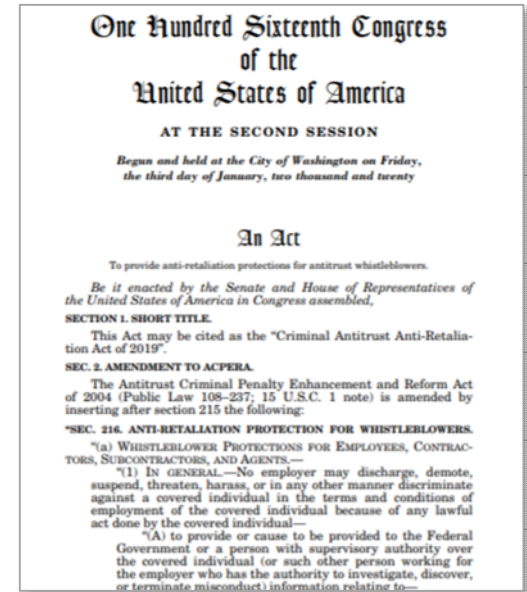 One Hundred Sixteenth Congress
of the
United States of America
AT THE SECOND SESSION
Begun and held at the City of Washington on Friday,
the third day of January, two thousand and twenty
An Act
To provide anti-retaliation protections for antitrust whistleblowers.
Be it enacted by the Senate and House of Representatives of
the United States of America in Congress assembled,
SECTION 1. SHORT TITLE.
This Act may be cited as the “Criminal Antitrust Anti-Retalia-
tion Act of 2019”.
SEC. 2. AMENDMENT TO ACPERA.
The Antitrust Criminal Penalty Enhancement and Reform Act
of 2004 (Public Law 108–237; 15 U.S.C. 1 note) is amended by
inserting after section 215 the following:
“SEC. 216. ANTI-RETALIATION PROTECTION FOR WHISTLEBLOWERS.
“(a) WHISTLEBLOWER PROTECTIONS FOR EMPLOYEES, CONTRAC-
TORS, SUBCONTRACTORS, AND AGENTS.—
“(1) IN GENERAL.—No employer may discharge, demote,
suspend, threaten, harass, or in any other manner discriminate
against a covered individual in the terms and conditions of
employment of the covered individual because of any lawful
act done by the covered individual—
“(A) to provide or cause to be provided to the Federal
Government or a person with supervisory authority over
the covered individual (or such other person working for
the employer who has the authority to investigate, discover,
or terminate misconduct) information relating to—